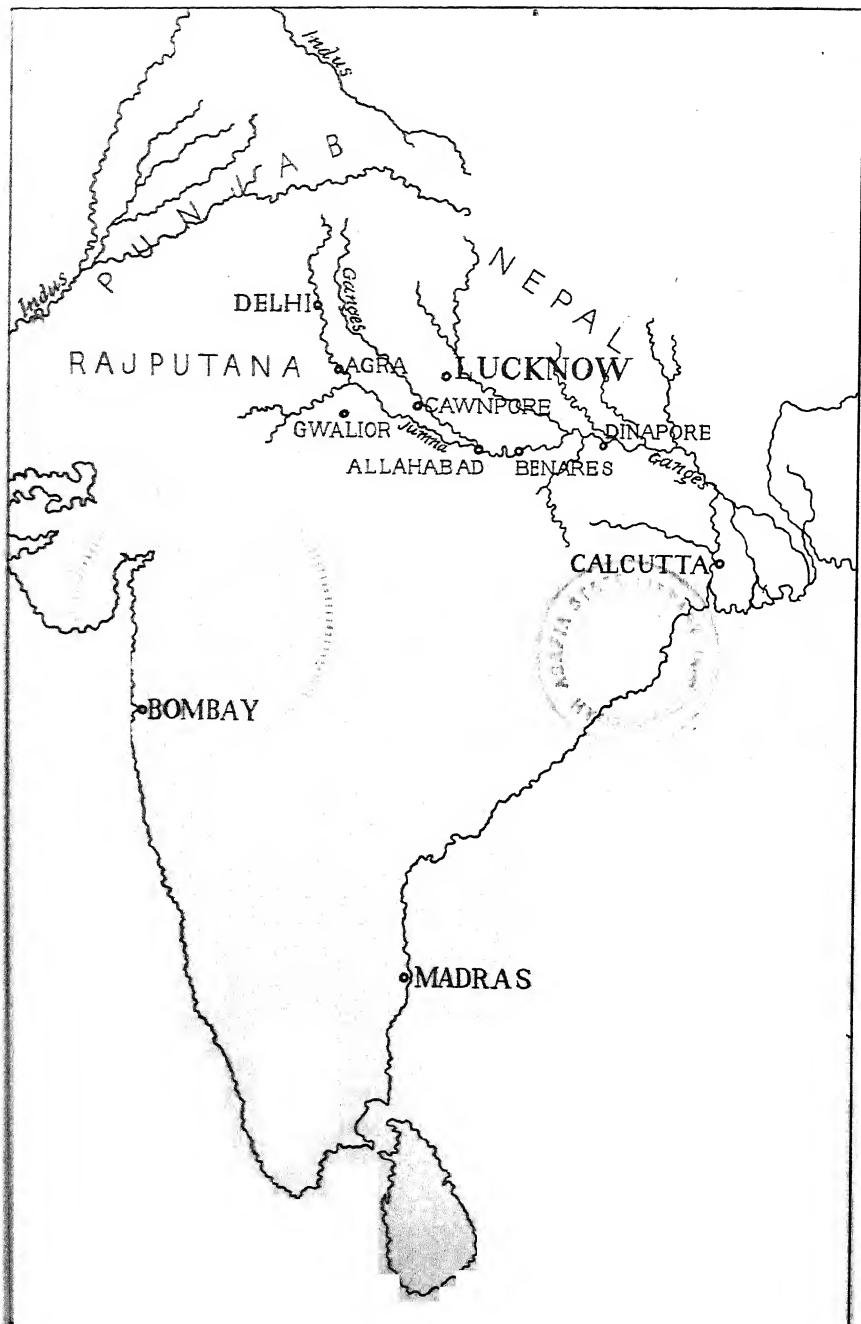 Indus
PUNJAB
Indus
NEPAL
Ganges
DELHI
RAJPUTANA
AGRA
LUCKNOW
CAWNPORE
GWALIOR
Jumna
DINAPORE
ALLAHABAD
BENARES
Ganges
CALCUTTA
STATE
BOMBAY
MADRAS